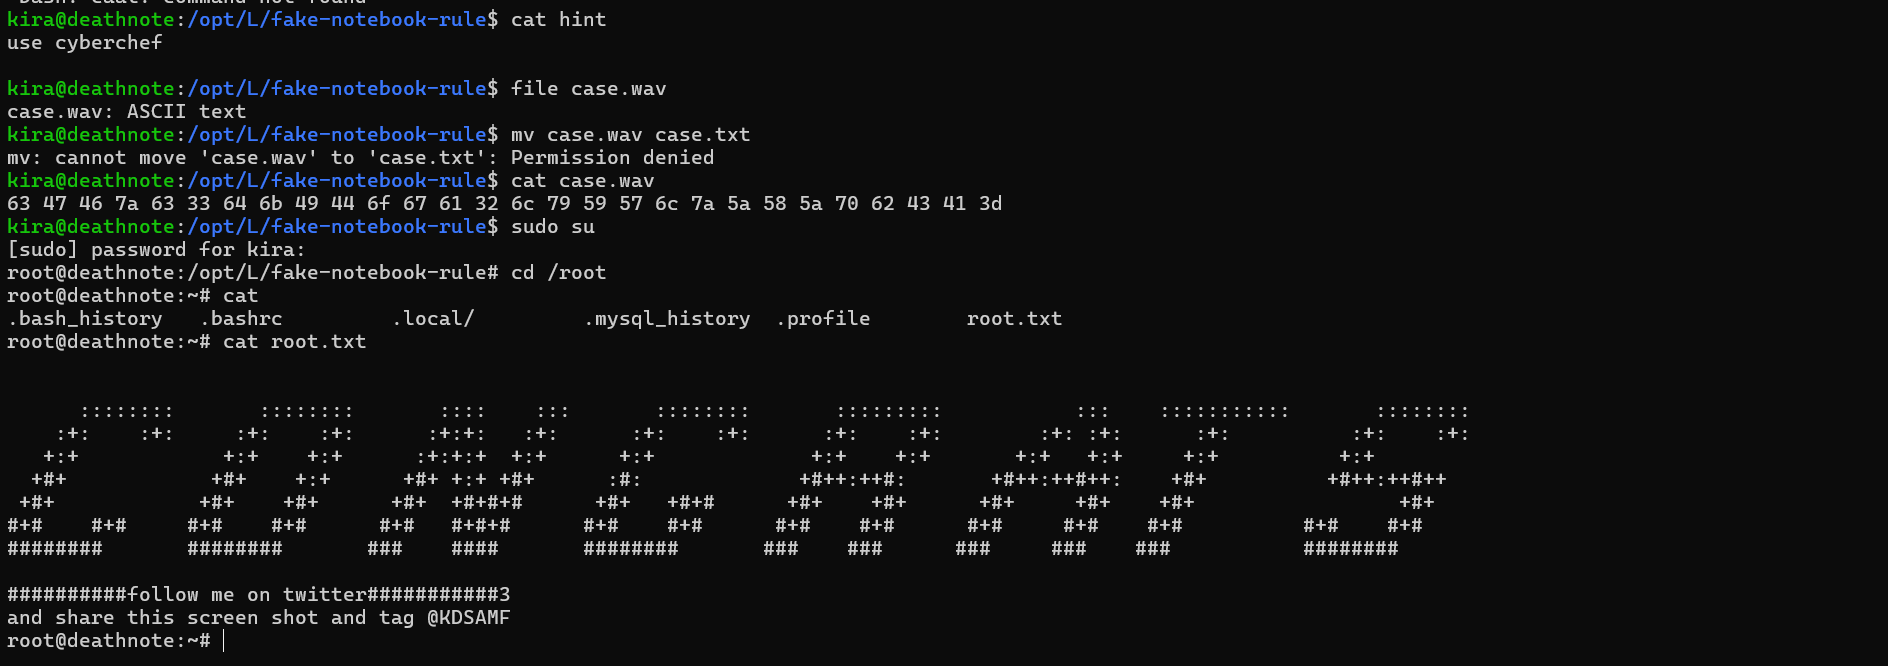 -bash: caat: command not found
kira@deathnote:/opt/L/fake-notebook-rule$ cat hint
use cyberchef
kira@deathnote:/opt/L/fake-notebook-rule$ file case.wav
case.wav: ASCII text
kira@deathnote:/opt/L/fake-notebook-rule$ mv case.wav case.txt
mv: cannot move 'case.wav' to 'case.txt': Permission denied
kira@deathnote:/opt/L/fake-notebook-rule$ cat case.wav
63 47 46 7a 63 33 64 6b 49 44 6f 67 61 32 6c 79 59 57 6c 7a 5a 58 5a 70 62 43 41 3d
kira@deathnote:/opt/L/fake-notebook-rule$ sudo su
[sudo] password for kira:
root@deathnote:/opt/L/fake-notebook-rule# cd /root
root@deathnote:~# cat
.bash_history   .bashrc         .local/         .mysql_history  .profile        root.txt
root@deathnote:~# cat root.txt
      ::::::::       ::::::::       ::::    :::       ::::::::       :::::::::           :::    :::::::::::       ::::::::
    :+:    :+:     :+:    :+:      :+:+:   :+:      :+:    :+:      :+:    :+:        :+: :+:      :+:          :+:    :+:
   +:+            +:+    +:+      :+:+:+  +:+      +:+             +:+    +:+       +:+   +:+     +:+          +:+
  +#+            +#+    +:+      +#+ +:+ +#+      :#:             +#++:++#:       +#++:++#++:    +#+          +#++:++#++
 +#+            +#+    +#+      +#+  +#+#+#      +#+   +#+#      +#+    +#+      +#+     +#+    +#+                 +#+
#+#    #+#     #+#    #+#      #+#   #+#+#      #+#    #+#      #+#    #+#      #+#     #+#    #+#          #+#    #+#
########       ########       ###    ####      ########       ###    ###      ###     ###    ###           ########
##########follow me on twitter###########3
and share this screen shot and tag @KDSAMF
root@deathnote:~#